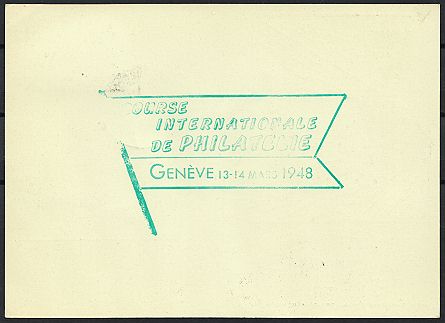 OURSE
INTERNATIONALE
DE PHILATELIE
GENÈVE 13-14 MARS 1948